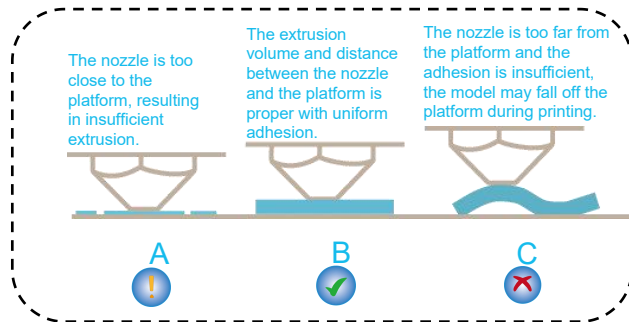 The nozzle is too
close to the
platform, resulting
in insufficient
extrusion.
The extrusion
volume and distance
between the nozzle
and the platform is
proper with uniform
adhesion.
The nozzle is too far from
the platform and the
adhesion is insufficient,
the model may fall off the
platform during printing.
A
B
C